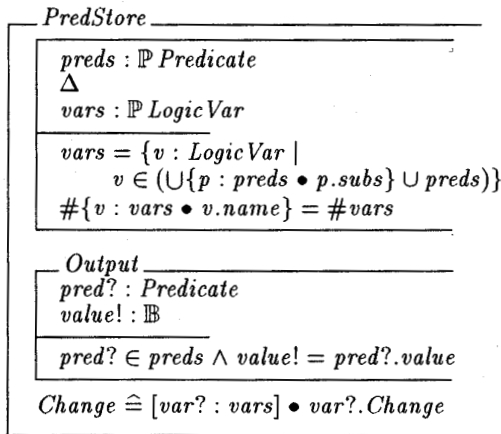 PredStore
preds : ℙ Predicate
Δ
vars : ℙ LogicVar
vars = {v : LogicVar |
v ∈ (⋃{p : preds • p.subs} ∪ preds)}
#{v : vars • v.name} = #vars
Output
pred? : Predicate
value! : 𝔹
pred? ∈ preds ∧ value! = pred?.value
Change ≙ [var? : vars] • var?.Change